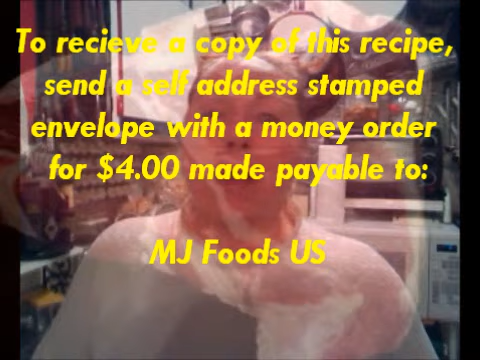 To recieve a copy of this recipe,
send a self address stamped
envelope with a money order
for $4.00 made payable to:
MJ Foods US